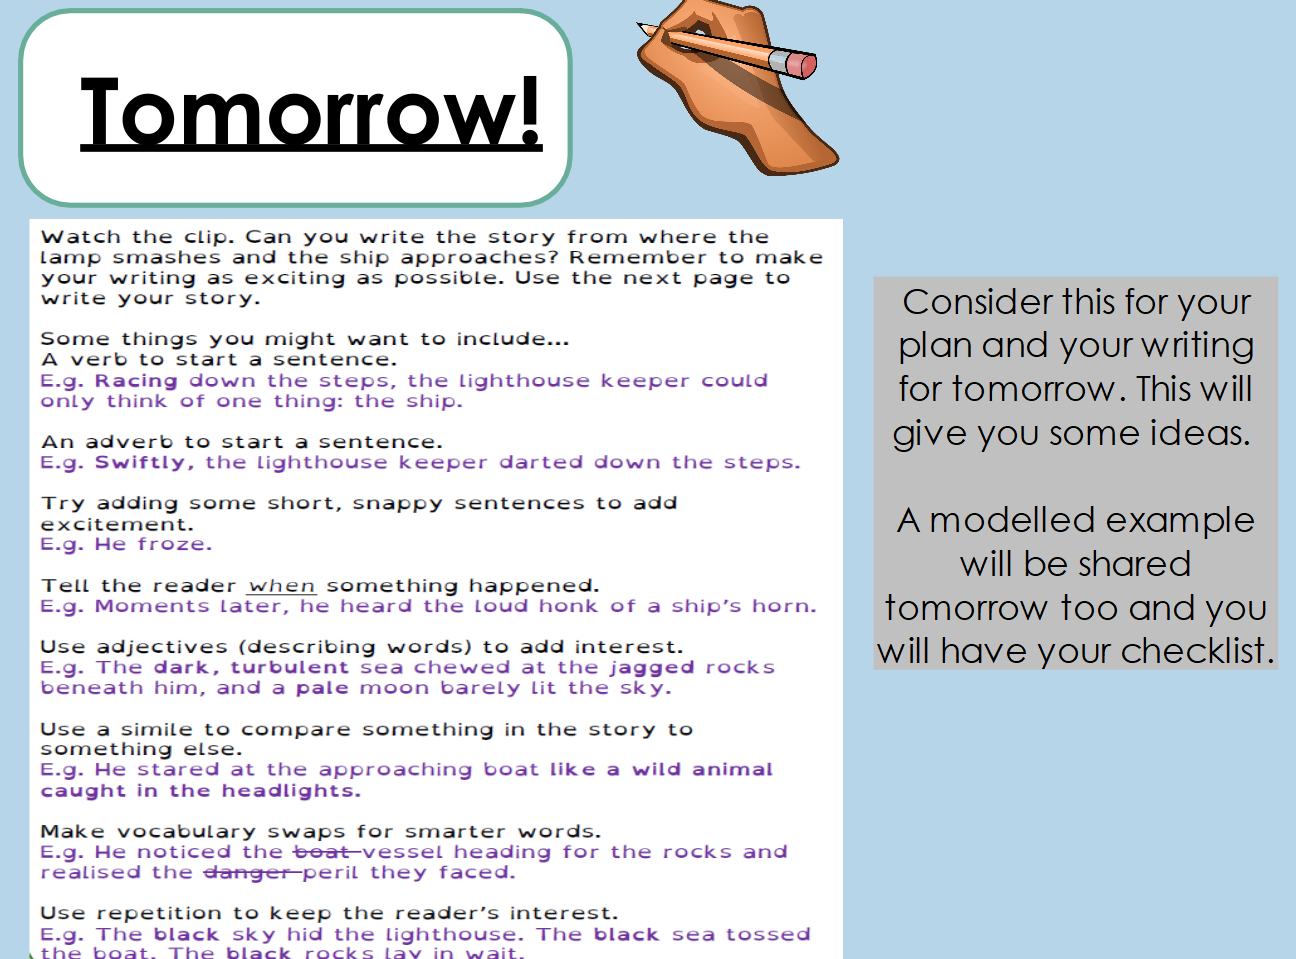 Tomorrow!
Watch the clip. Can you write the story from where the
lamp smashes and the ship approaches? Remember to make
your writing as exciting as possible. Use the next page to
write your story.
Some things you might want to include...
A verb to start a sentence.
E.g. Racing down the steps, the lighthouse keeper could
only think of one thing: the ship.
An adverb to start a sentence.
E.g. Swiftly, the lighthouse keeper darted down the steps.
Try adding some short, snappy sentences to add
excitement.
E.g. He froze.
Tell the reader when something happened.
E.g. Moments later, he heard the loud honk of a ship's horn.
Use adjectives (describing words) to add interest.
E.g. The dark, turbulent sea chewed at the jagged rocks
beneath him, and a pale moon barely lit the sky.
Use a simile to compare something in the story to
something else.
E.g. He stared at the approaching boat like a wild animal
caught in the headlights.
Make vocabulary swaps for smarter words.
E.g. He noticed the boat vessel heading for the rocks and
realised the danger peril they faced.
Use repetition to keep the reader's interest.
E.g. The black sky hid the lighthouse. The black sea tossed
the boat. The black rocks lay in wait.
Consider this for your
plan and your writing
for tomorrow. This will
give you some ideas.
A modelled example
will be shared
tomorrow too and you
will have your checklist.